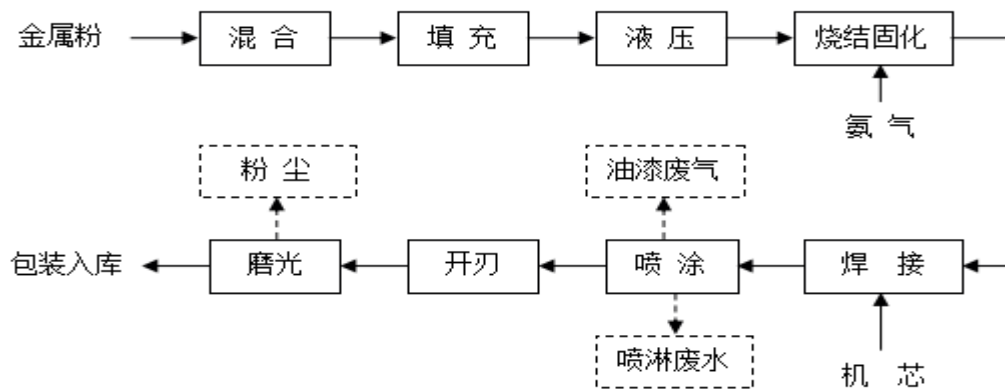 金属粉 混合 填充 液压 烧结固化
氨气
粉尘 油漆废气
包装入库 磨光 开刃 喷涂 焊接
喷淋废水
机芯